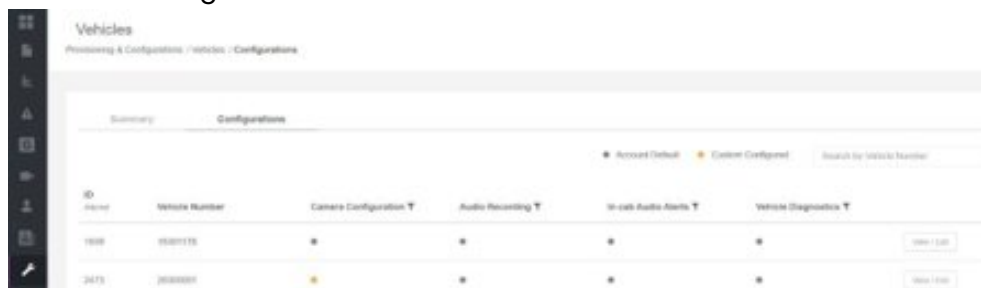 Vehicles
Provisioning & Configurations / Vehicles / Configurations
Summary Configurations
Account Default Custom Configured Search by Vehicle Number
ID Vehicle Number Camera Configuration Audio Recording In-cab Audio Alerts Vehicle Diagnostics
View / Edit
2473 View / Edit